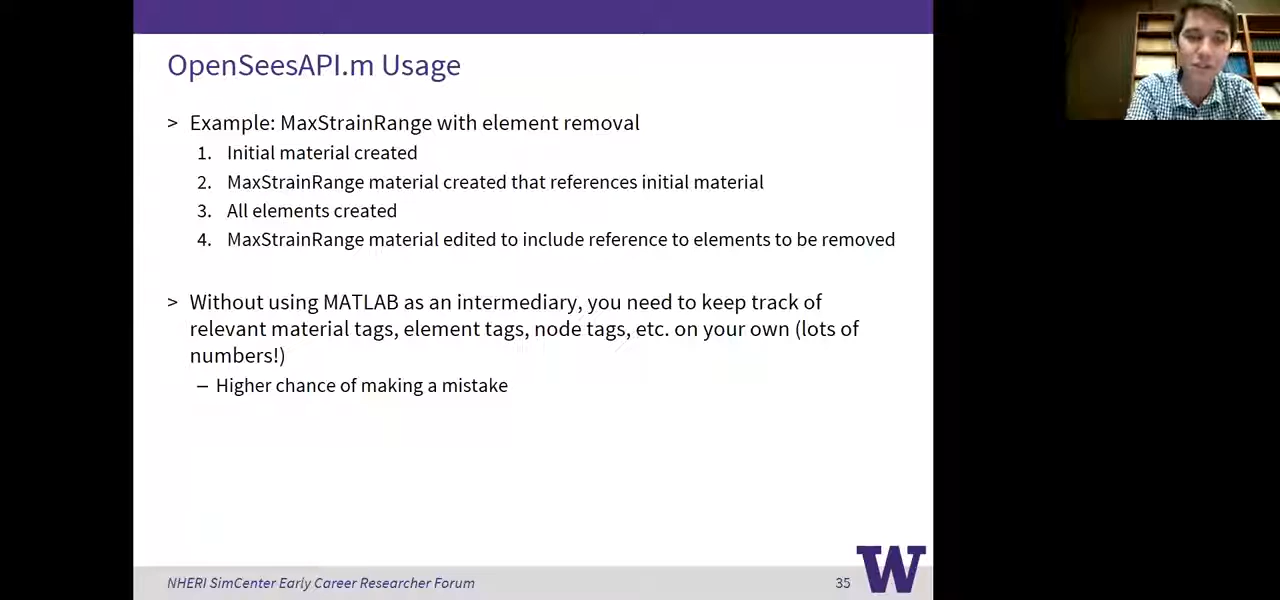 OpenSeesAPI.m Usage
> Example: MaxStrainRange with element removal
1. Initial material created
2. MaxStrainRange material created that references initial material
3. All elements created
4. MaxStrainRange material edited to include reference to elements to be removed
> Without using MATLAB as an intermediary, you need to keep track of
relevant material tags, element tags, node tags, etc. on your own (lots of
numbers!)
– Higher chance of making a mistake
NHERI SimCenter Early Career Researcher Forum
35
W